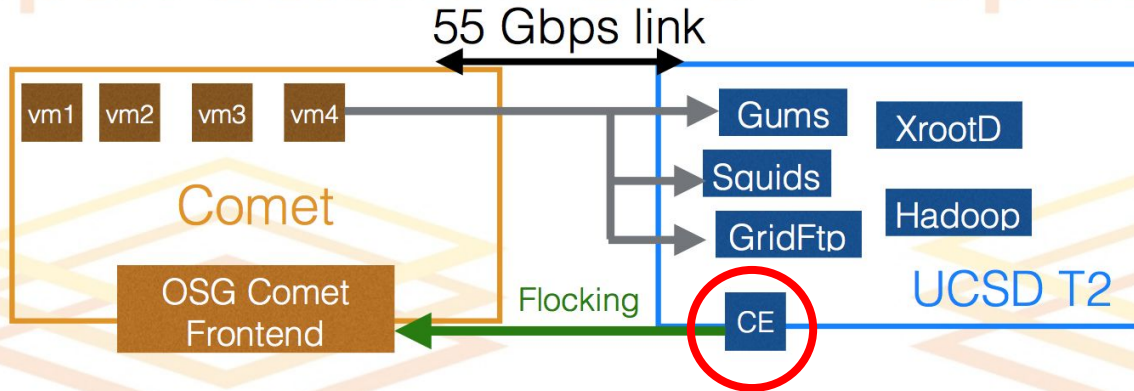 55 Gbps link
vm1 vm2 vm3 vm4
Gums
XrootD
Squids
Comet
Hadoop
GridFtp
OSG Comet
Frontend
Flocking
CE
UCSD T2